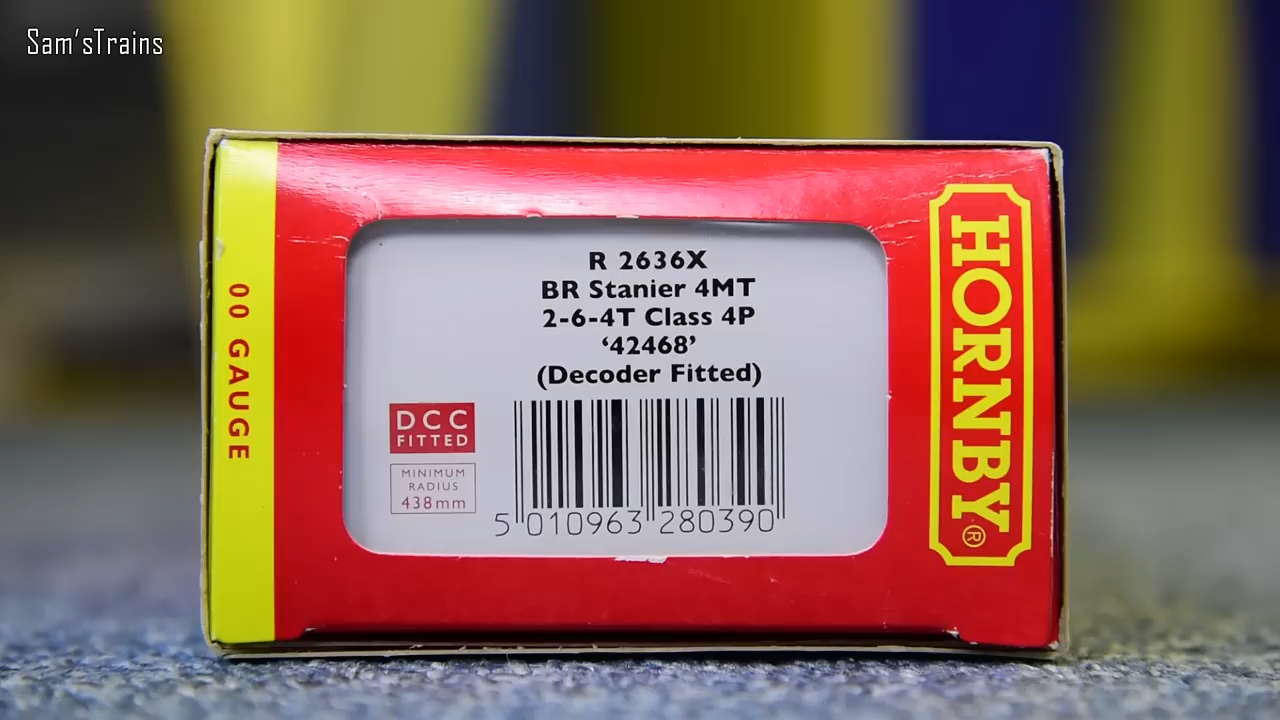 Sam'sTrains
00 GAUGE
R 2636X
BR Stanier 4MT
2-6-4T Class 4P
‘42468’
(Decoder Fitted)
DCC
FITTED
MINIMUM
RADIUS
438mm
5 010963 280390
HORNBY®